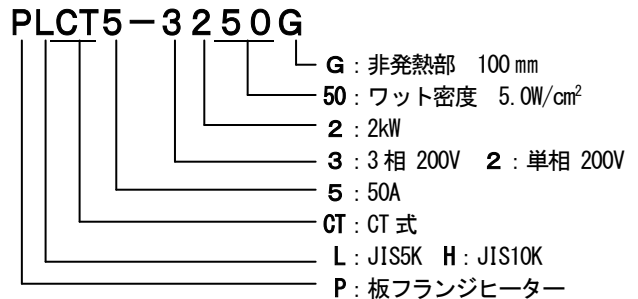 PLCT5-3250G
G：非発熱部 100mm
50：ワット密度 5.0W/cm²
2：2kW
3：3相 200V 2：単相 200V
5：50A
CT：CT式
L：JIS5K H：JIS10K
P：板フランジヒーター